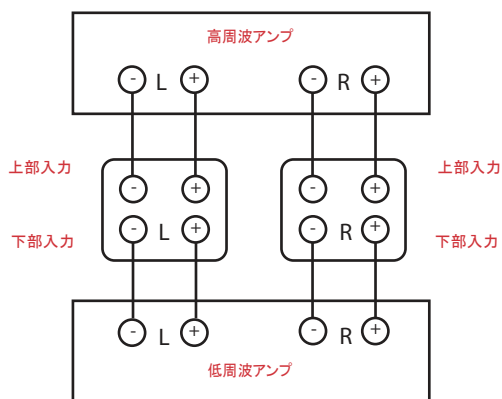 高周波アンプ
- L + - R +
上部入力 上部入力
- + - +
下部入力 - L + - R + 下部入力
- L + - R +
低周波アンプ